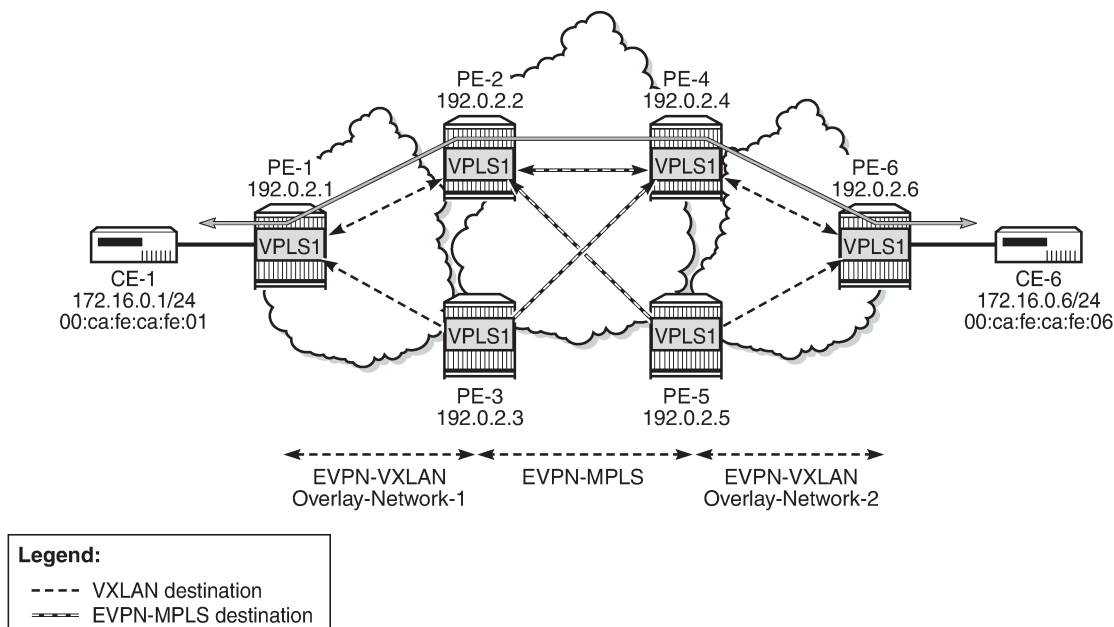 PE-2
192.0.2.2
PE-4
192.0.2.4
VPLS1
VPLS1
PE-1
192.0.2.1
PE-6
192.0.2.6
VPLS1
VPLS1
CE-1
172.16.0.1/24
00:ca:fe:ca:fe:01
CE-6
172.16.0.6/24
00:ca:fe:ca:fe:06
VPLS1
VPLS1
PE-3
192.0.2.3
PE-5
192.0.2.5
EVPN-VXLAN
Overlay-Network-1
EVPN-MPLS
EVPN-VXLAN
Overlay-Network-2
Legend:
VXLAN destination
EVPN-MPLS destination